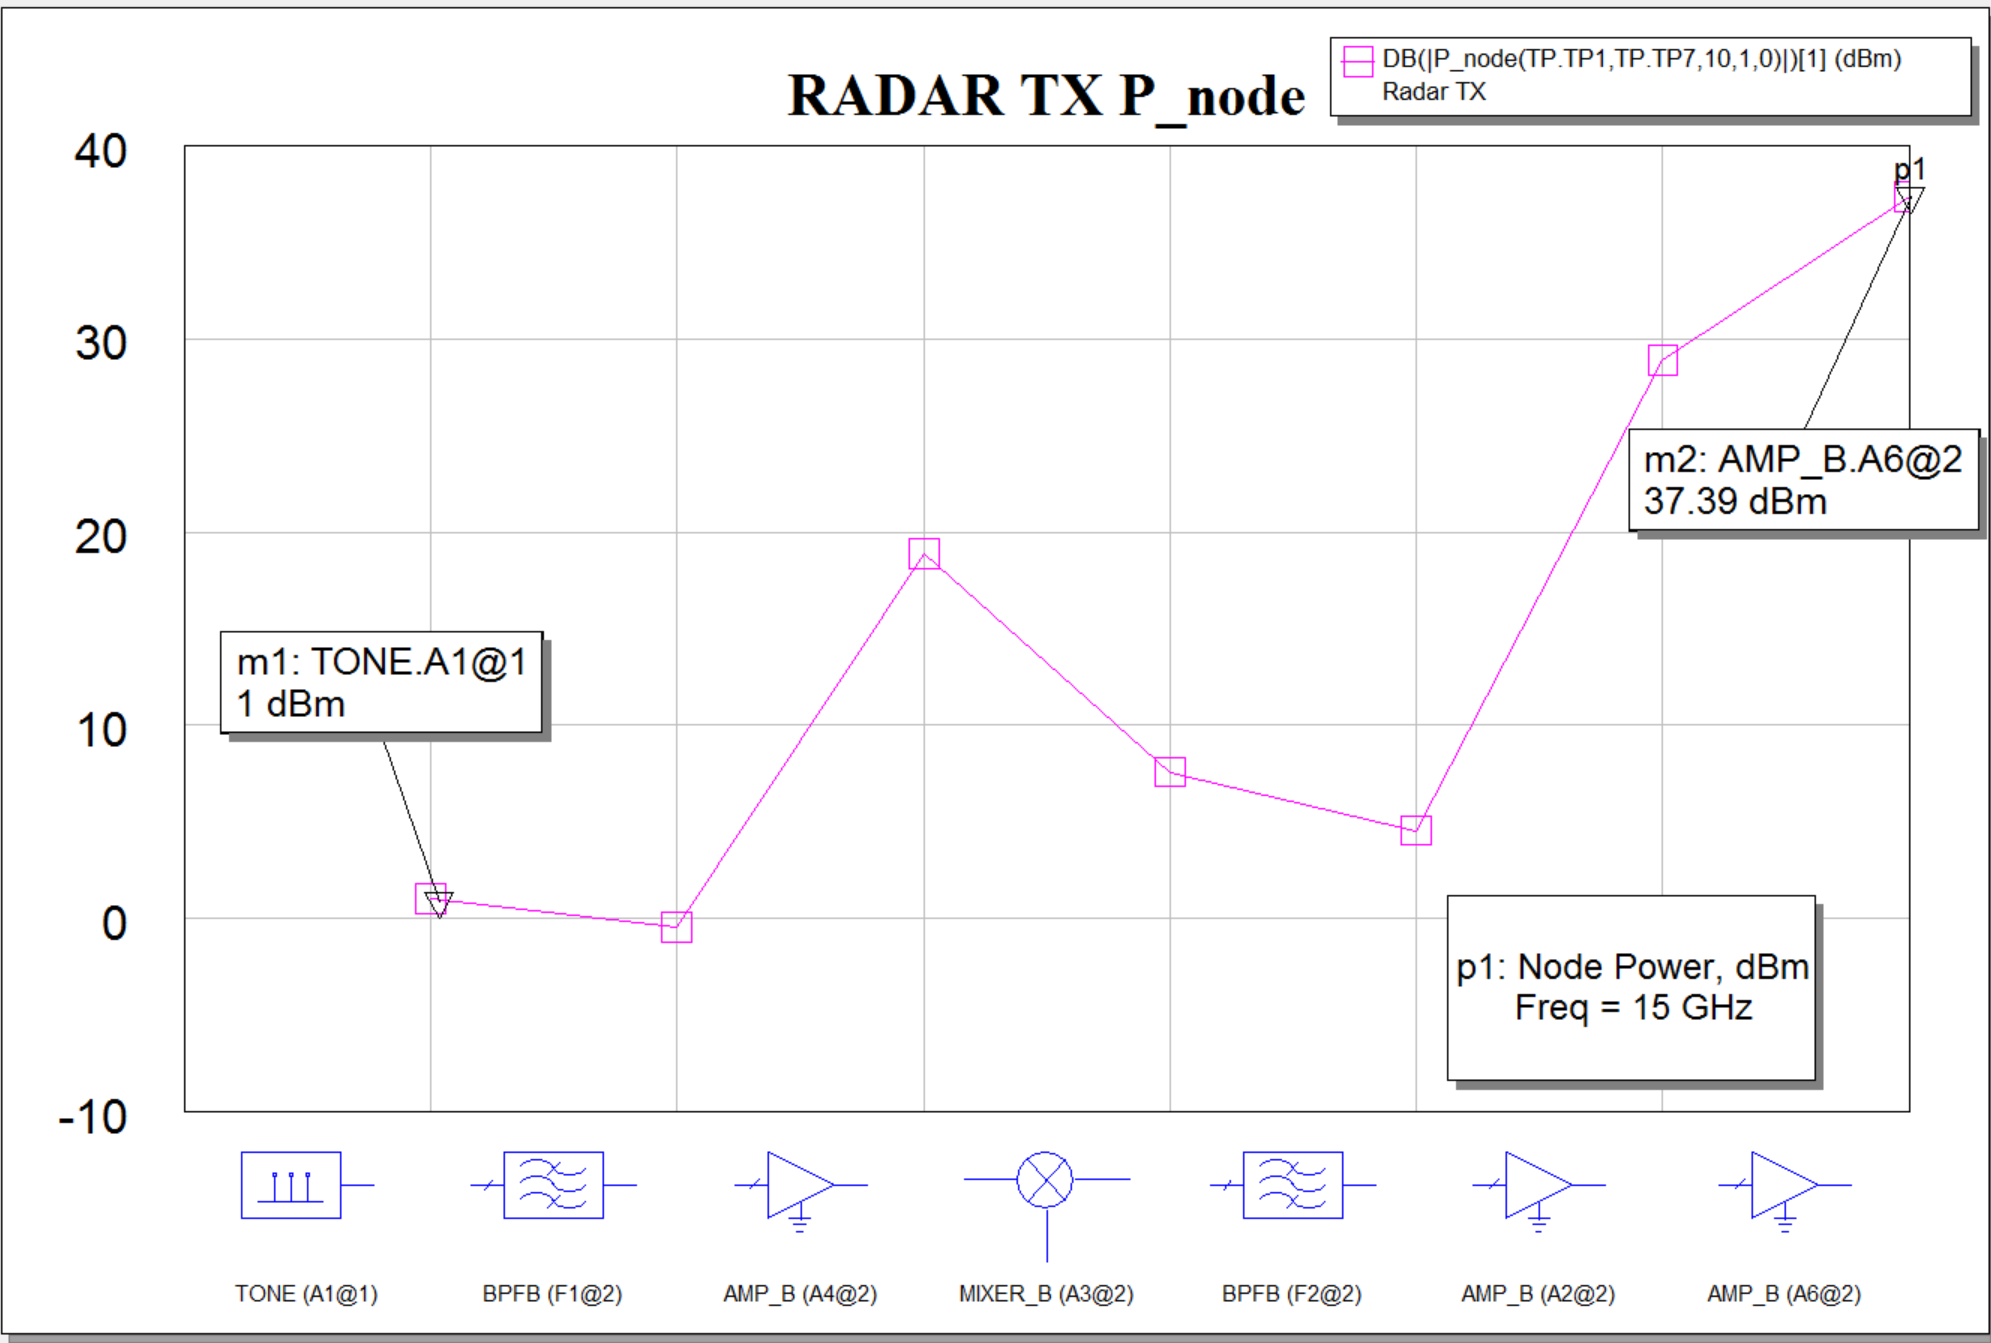 RADAR TX P_node
DB(|P_node(TP.TP1,TP.TP7,10,1,0)|)[1] (dBm)
Radar TX
40
30
20
10
0
-10
p1
m2: AMP_B.A6@2
37.39 dBm
m1: TONE.A1@1
1 dBm
p1: Node Power, dBm
Freq = 15 GHz
TONE (A1@1)
BPFB (F1@2)
AMP_B (A4@2)
MIXER_B (A3@2)
BPFB (F2@2)
AMP_B (A2@2)
AMP_B (A6@2)